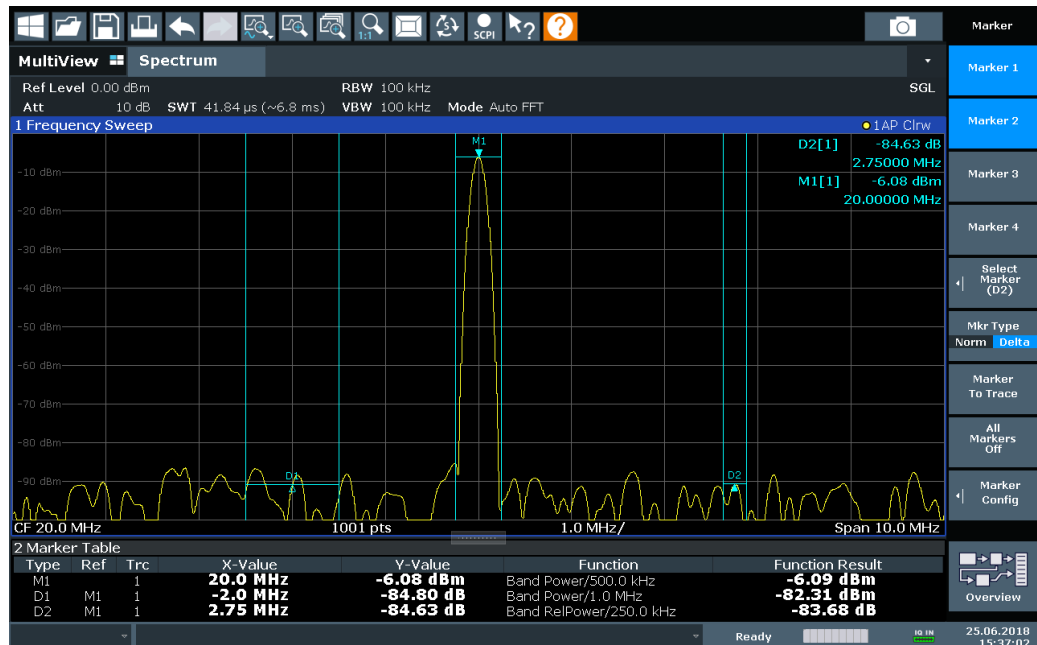 1:1 SCPI ? ?
Marker
MultiView Spectrum
Marker 1
Ref Level 0.00 dBm RBW 100 kHz SGL
Att 10 dB SWT 41.84 µs (~6.8 ms) VBW 100 kHz Mode Auto FFT
1 Frequency Sweep 1AP Clrw
Marker 2
M1
D2[1] -84.63 dB
2.75000 MHz
M1[1] -6.08 dBm
20.00000 MHz
Marker 3
-10 dBm
-20 dBm
Marker 4
-30 dBm
-40 dBm
Select
Marker
(D2)
-50 dBm
Mkr Type
Norm Delta
-60 dBm
Marker
To Trace
-70 dBm
-80 dBm
All
Markers
Off
-90 dBm
D1
D2
Marker
Config
CF 20.0 MHz 1001 pts 1.0 MHz/ Span 10.0 MHz
2 Marker Table
Type Ref Trc X-Value Y-Value Function Function Result
M1 1 20.0 MHz -6.08 dBm Band Power/500.0 kHz -6.09 dBm
D1 M1 1 -2.0 MHz -84.80 dB Band Power/1.0 MHz -82.31 dBm
D2 M1 1 2.75 MHz -84.63 dB Band RelPower/250.0 kHz -83.68 dB
Overview
Ready IQ IN 25.06.2018
15:37:02